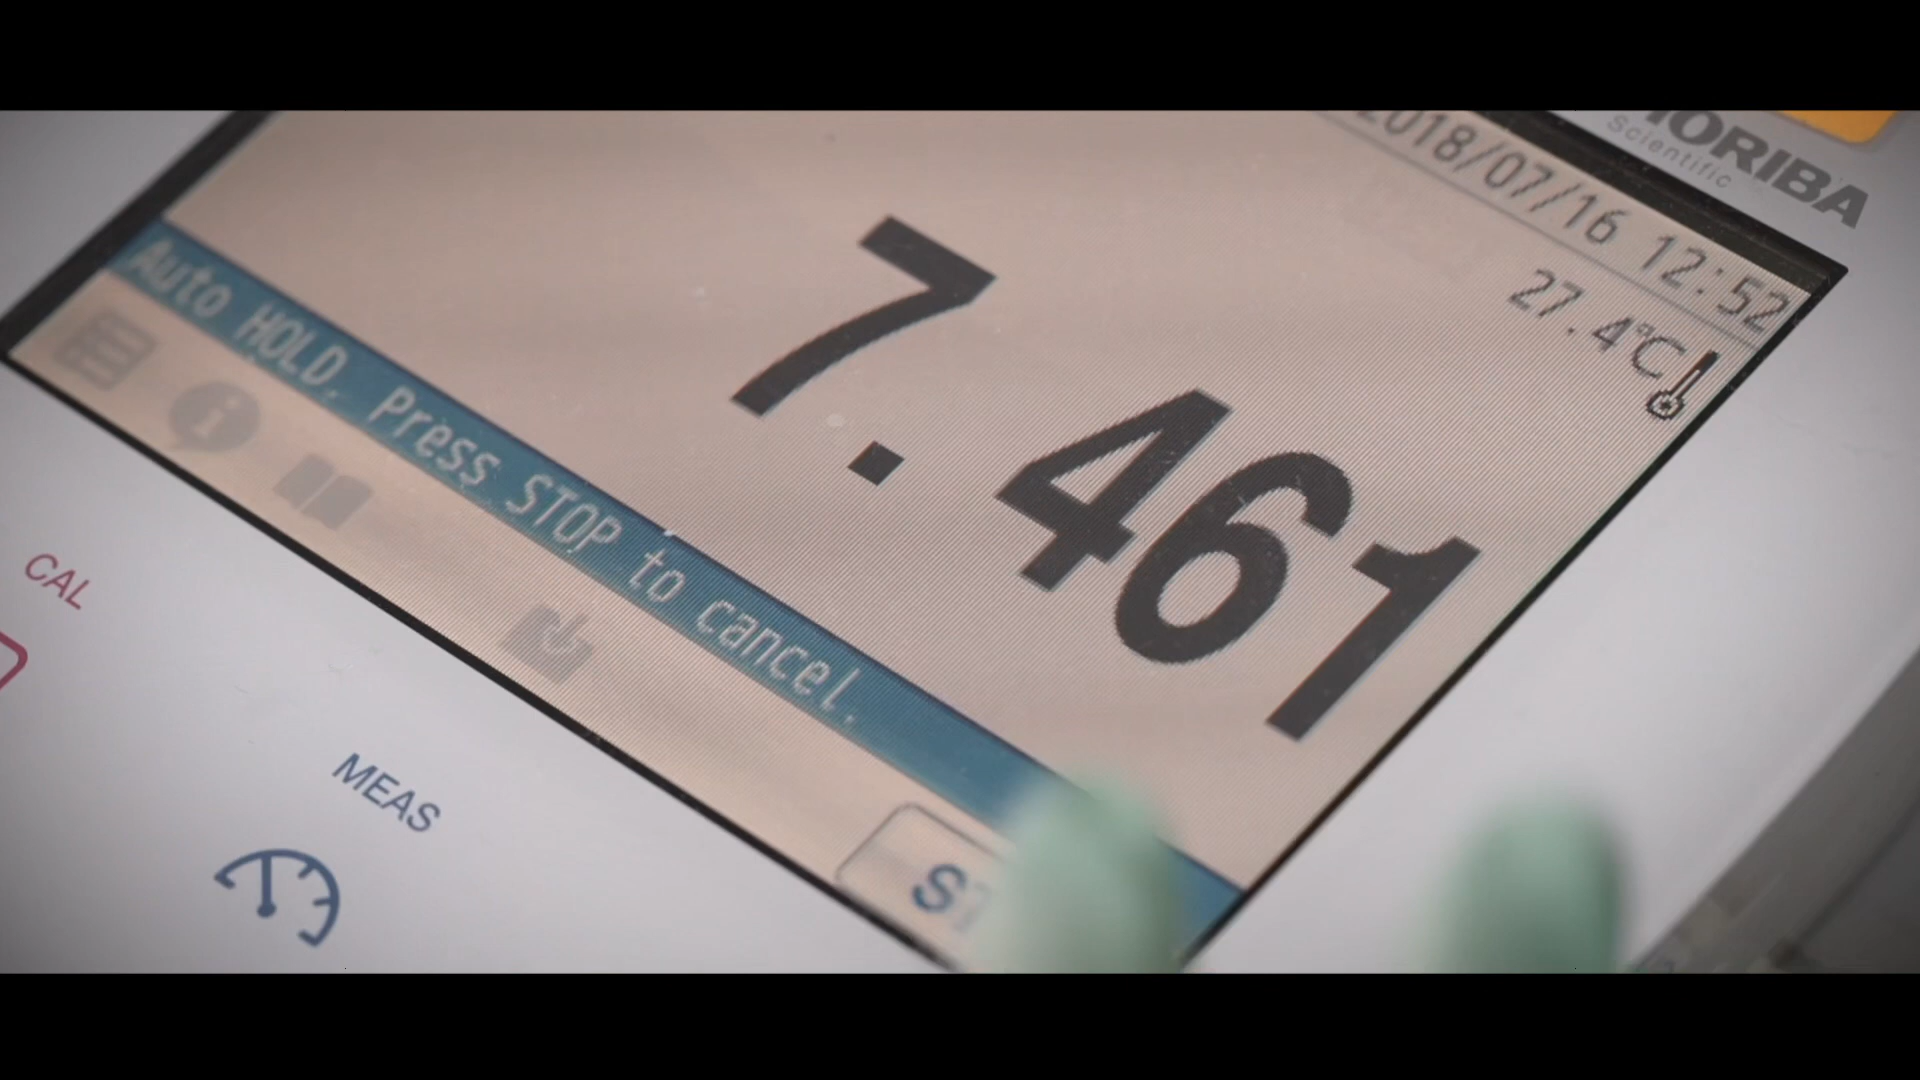 HORIBA
Scientific
2018/07/16 12:52
27.4°C
7.461
Auto HOLD. Press STOP to cancel.
CAL
MEAS